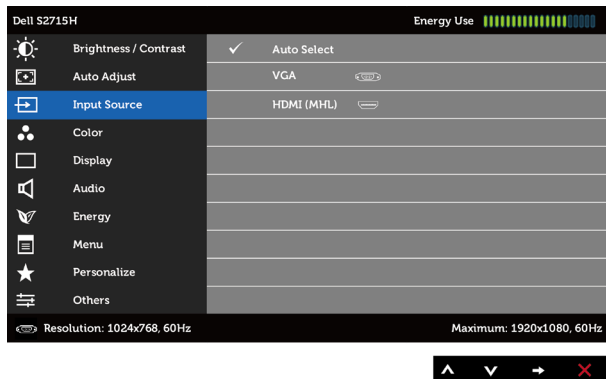 Dell S2715H
Energy Use
Brightness / Contrast
Auto Select
Auto Adjust
VGA
Input Source
HDMI (MHL)
Color
Display
Audio
Energy
Menu
Personalize
Others
Resolution: 1024x768, 60Hz
Maximum: 1920x1080, 60Hz